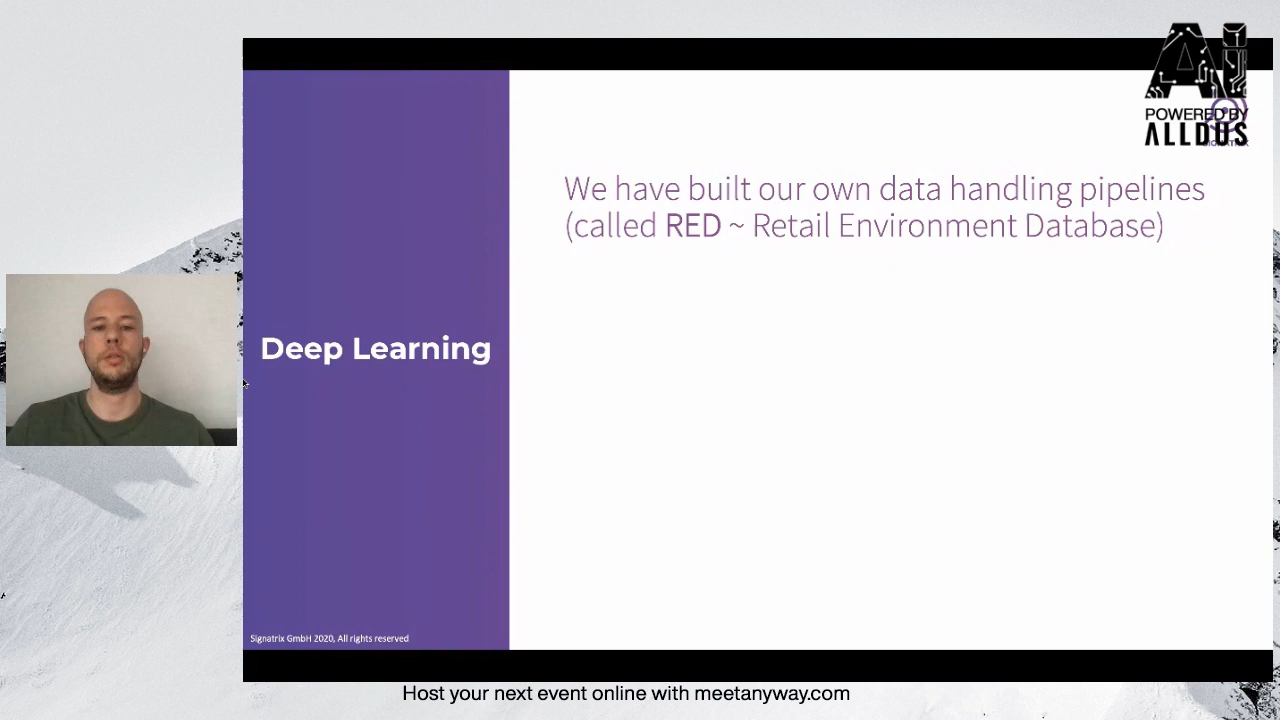 AI
POWERED BY
ALLDUS
We have built our own data handling pipelines
(called RED ~ Retail Environment Database)
Deep Learning
Signatrix GmbH 2020, All rights reserved
Host your next event online with meetanyway.com